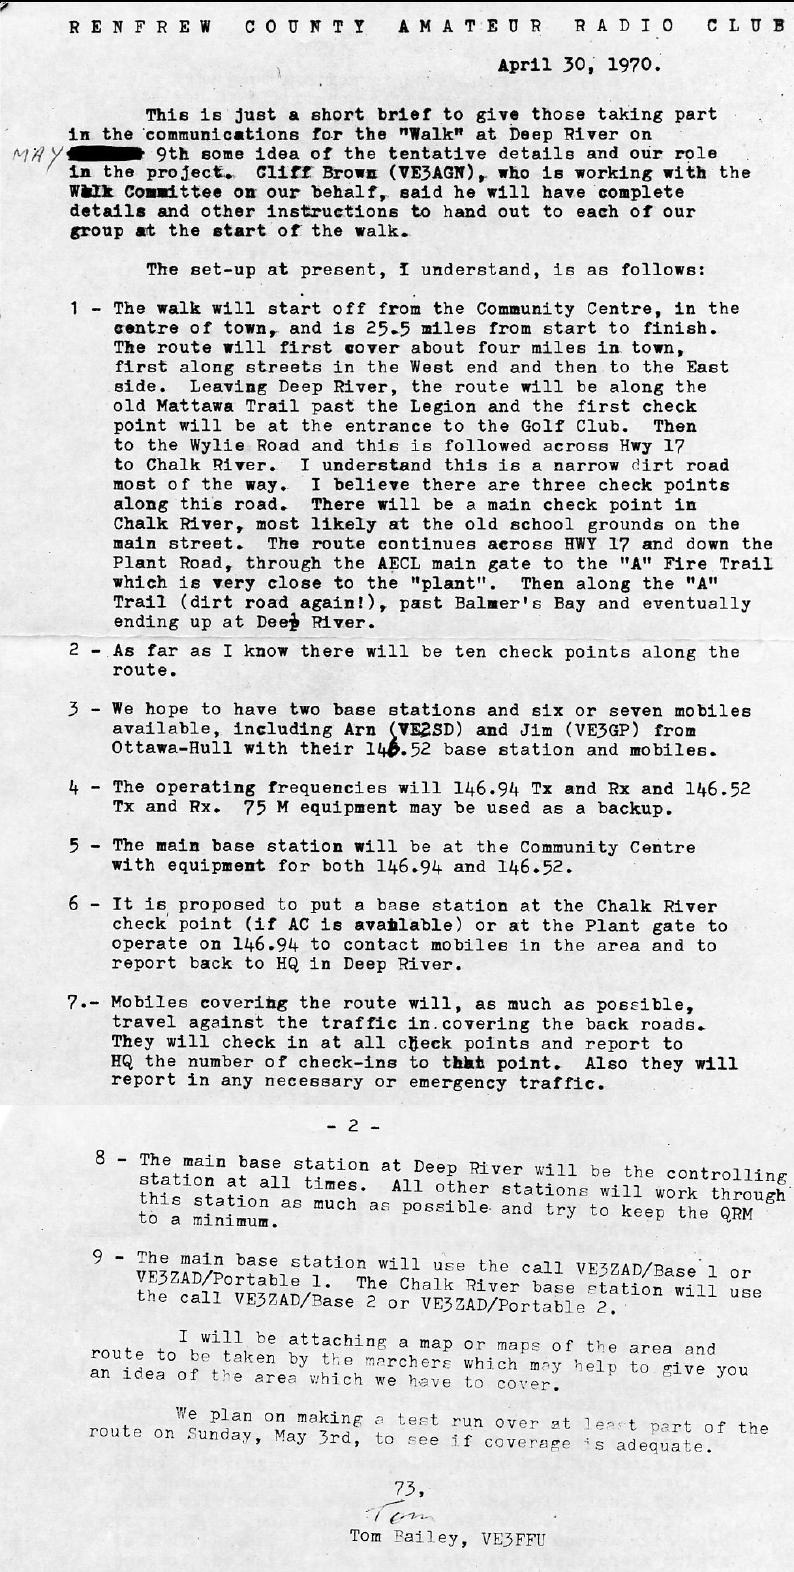 RENFREW COUNTY AMATEUR RADIO CLUB
April 30, 1970.
This is just a short brief to give those taking part
in the communications for the "Walk" at Deep River on
MAY 9th some idea of the tentative details and our role
in the project. Cliff Brown (VE3AGN), who is working with the
Walk Committee on our behalf, said he will have complete
details and other instructions to hand out to each of our
group at the start of the walk.
The set-up at present, I understand, is as follows:
1 - The walk will start off from the Community Centre, in the
centre of town, and is 25.5 miles from start to finish.
The route will first cover about four miles in town,
first along streets in the West end and then to the East
side. Leaving Deep River, the route will be along the
old Mattawa Trail past the Legion and the first check
point will be at the entrance to the Golf Club. Then
to the Wylie Road and this is followed across Hwy 17
to Chalk River. I understand this is a narrow dirt road
most of the way. I believe there are three check points
along this road. There will be a main check point in
Chalk River, most likely at the old school grounds on the
main street. The route continues across HWY 17 and down the
Plant Road, through the AECL main gate to the "A" Fire Trail
which is very close to the "plant". Then along the "A"
Trail (dirt road again!), past Balmer's Bay and eventually
ending up at Deep River.
2 - As far as I know there will be ten check points along the
route.
3 - We hope to have two base stations and six or seven mobiles
available, including Arn (VE2SD) and Jim (VE3GP) from
Ottawa-Hull with their 146.52 base station and mobiles.
4 - The operating frequencies will 146.94 Tx and Rx and 146.52
Tx and Rx. 75 M equipment may be used as a backup.
5 - The main base station will be at the Community Centre
with equipment for both 146.94 and 146.52.
6 - It is proposed to put a base station at the Chalk River
check point (if AC is available) or at the Plant gate to
operate on 146.94 to contact mobiles in the area and to
report back to HQ in Deep River.
7.- Mobiles covering the route will, as much as possible,
travel against the traffic in covering the back roads.
They will check in at all check points and report to
HQ the number of check-ins to that point. Also they will
report in any necessary or emergency traffic.
- 2 -
8 - The main base station at Deep River will be the controlling
station at all times. All other stations will work through
this station as much as possible and try to keep the QRM
to a minimum.
9 - The main base station will use the call VE3ZAD/Base 1 or
VE3ZAD/Portable 1. The Chalk River base station will use
the call VE3ZAD/Base 2 or VE3ZAD/Portable 2.
I will be attaching a map or maps of the area and
route to be taken by the marchers which may help to give you
an idea of the area which we have to cover.
We plan on making a test run over at least part of the
route on Sunday, May 3rd, to see if coverage is adequate.
73,
Tom
Tom Bailey, VE3FFU